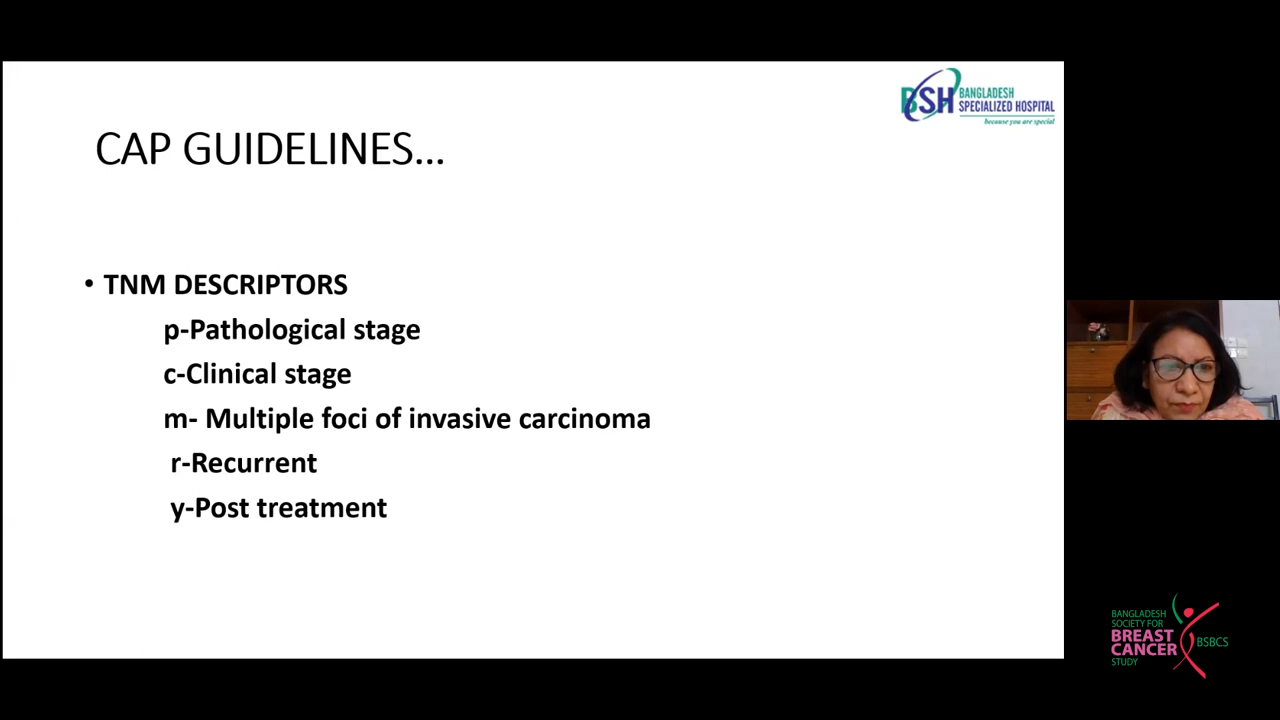 BSH BANGLADESH
SPECIALIZED HOSPITAL
because you are special
CAP GUIDELINES...
• TNM DESCRIPTORS
p-Pathological stage
c-Clinical stage
m- Multiple foci of invasive carcinoma
r-Recurrent
y-Post treatment
BANGLADESH
SOCIETY FOR
BREAST
CANCER
STUDY
BSBCS